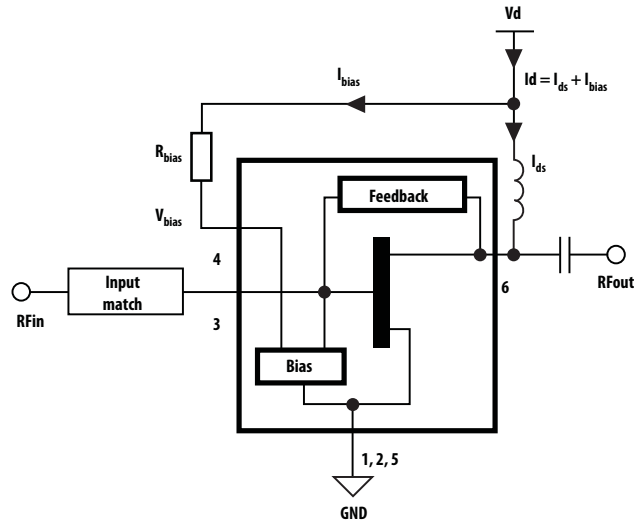 Vd
Id = Ids + Ibias
Ibias
Rbias
Ids
Vbias
Feedback
4
6
RFin
Input
match
3
RFout
Bias
1, 2, 5
GND